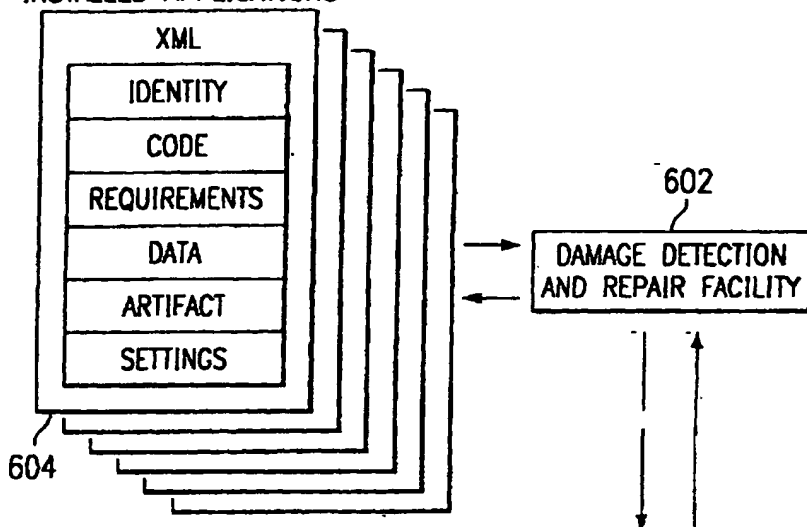 XML
IDENTITY
CODE
REQUIREMENTS
DATA
ARTIFACT
SETTINGS
604
602
DAMAGE DETECTION
AND REPAIR FACILITY